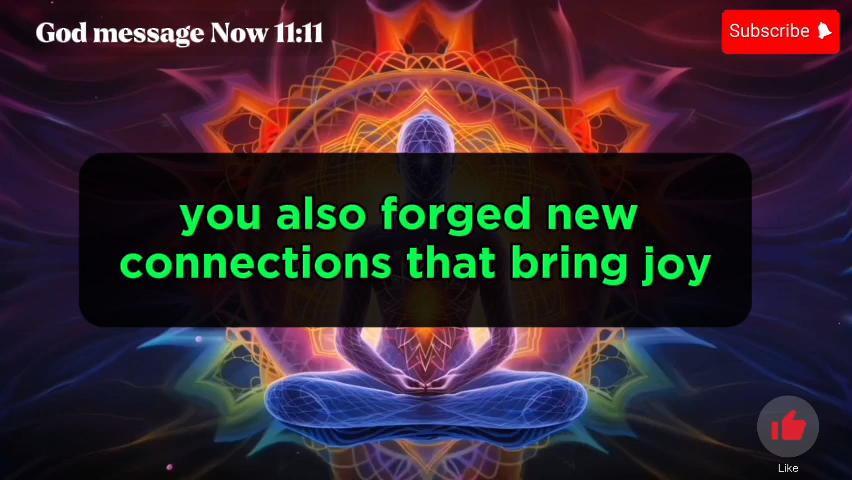 God message Now 11:11
Subscribe
you also forged new
connections that bring joy
Like